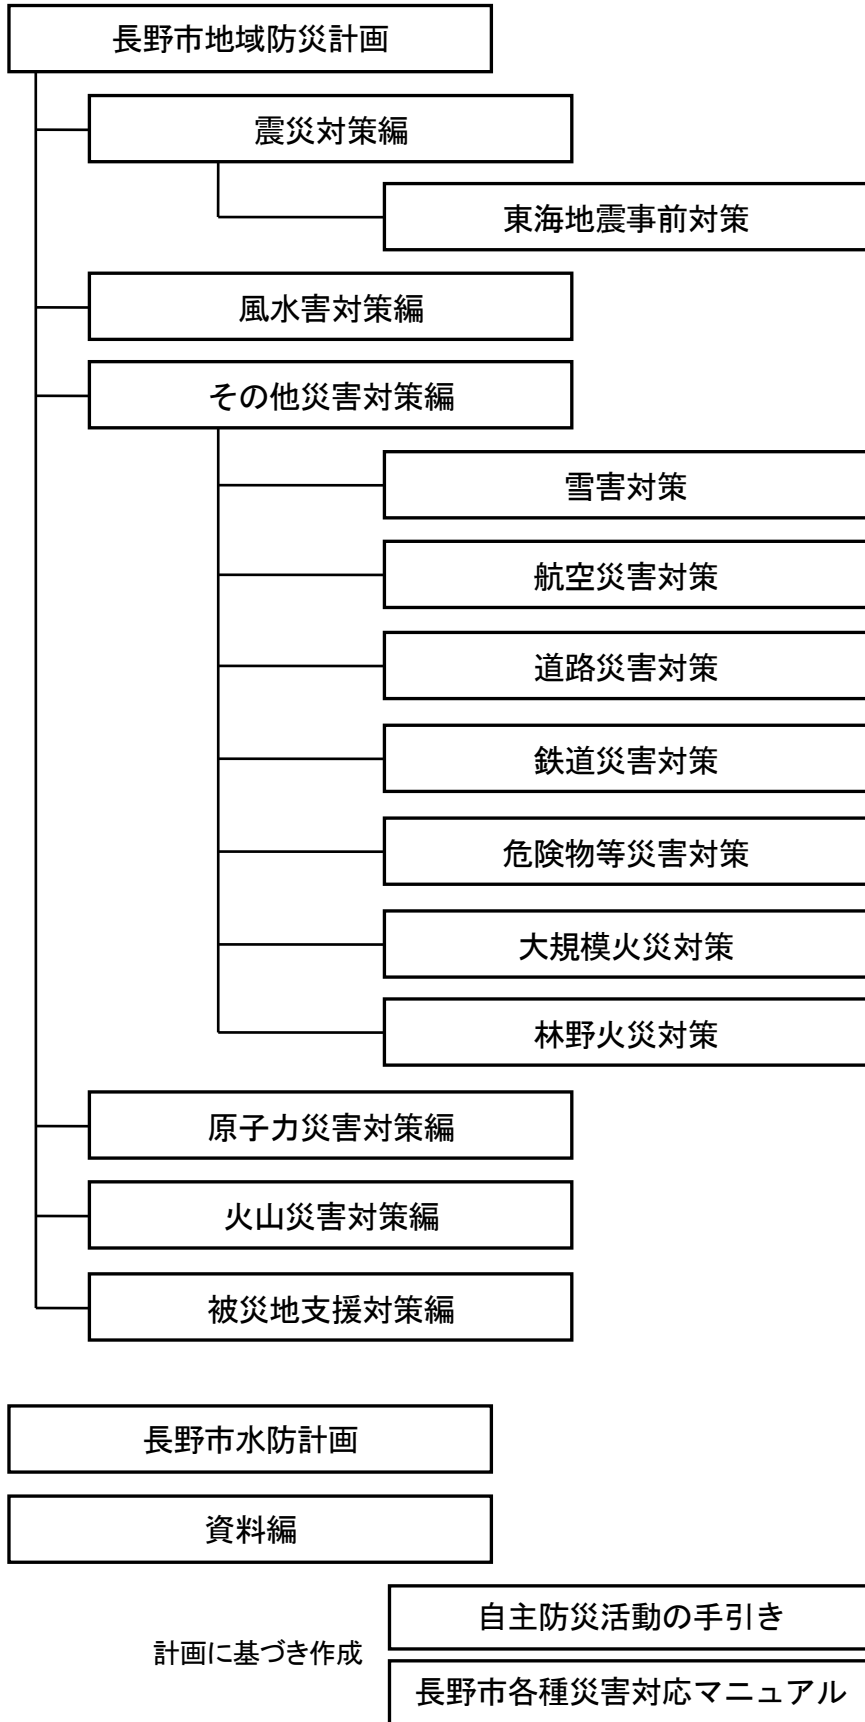 長野市地域防災計画
震災対策編
東海地震事前対策
風水害対策編
その他災害対策編
雪害対策
航空災害対策
道路災害対策
鉄道災害対策
危険物等災害対策
大規模火災対策
林野火災対策
原子力災害対策編
火山災害対策編
被災地支援対策編
長野市水防計画
資料編
自主防災活動の手引き
計画に基づき作成
長野市各種災害対応マニュアル